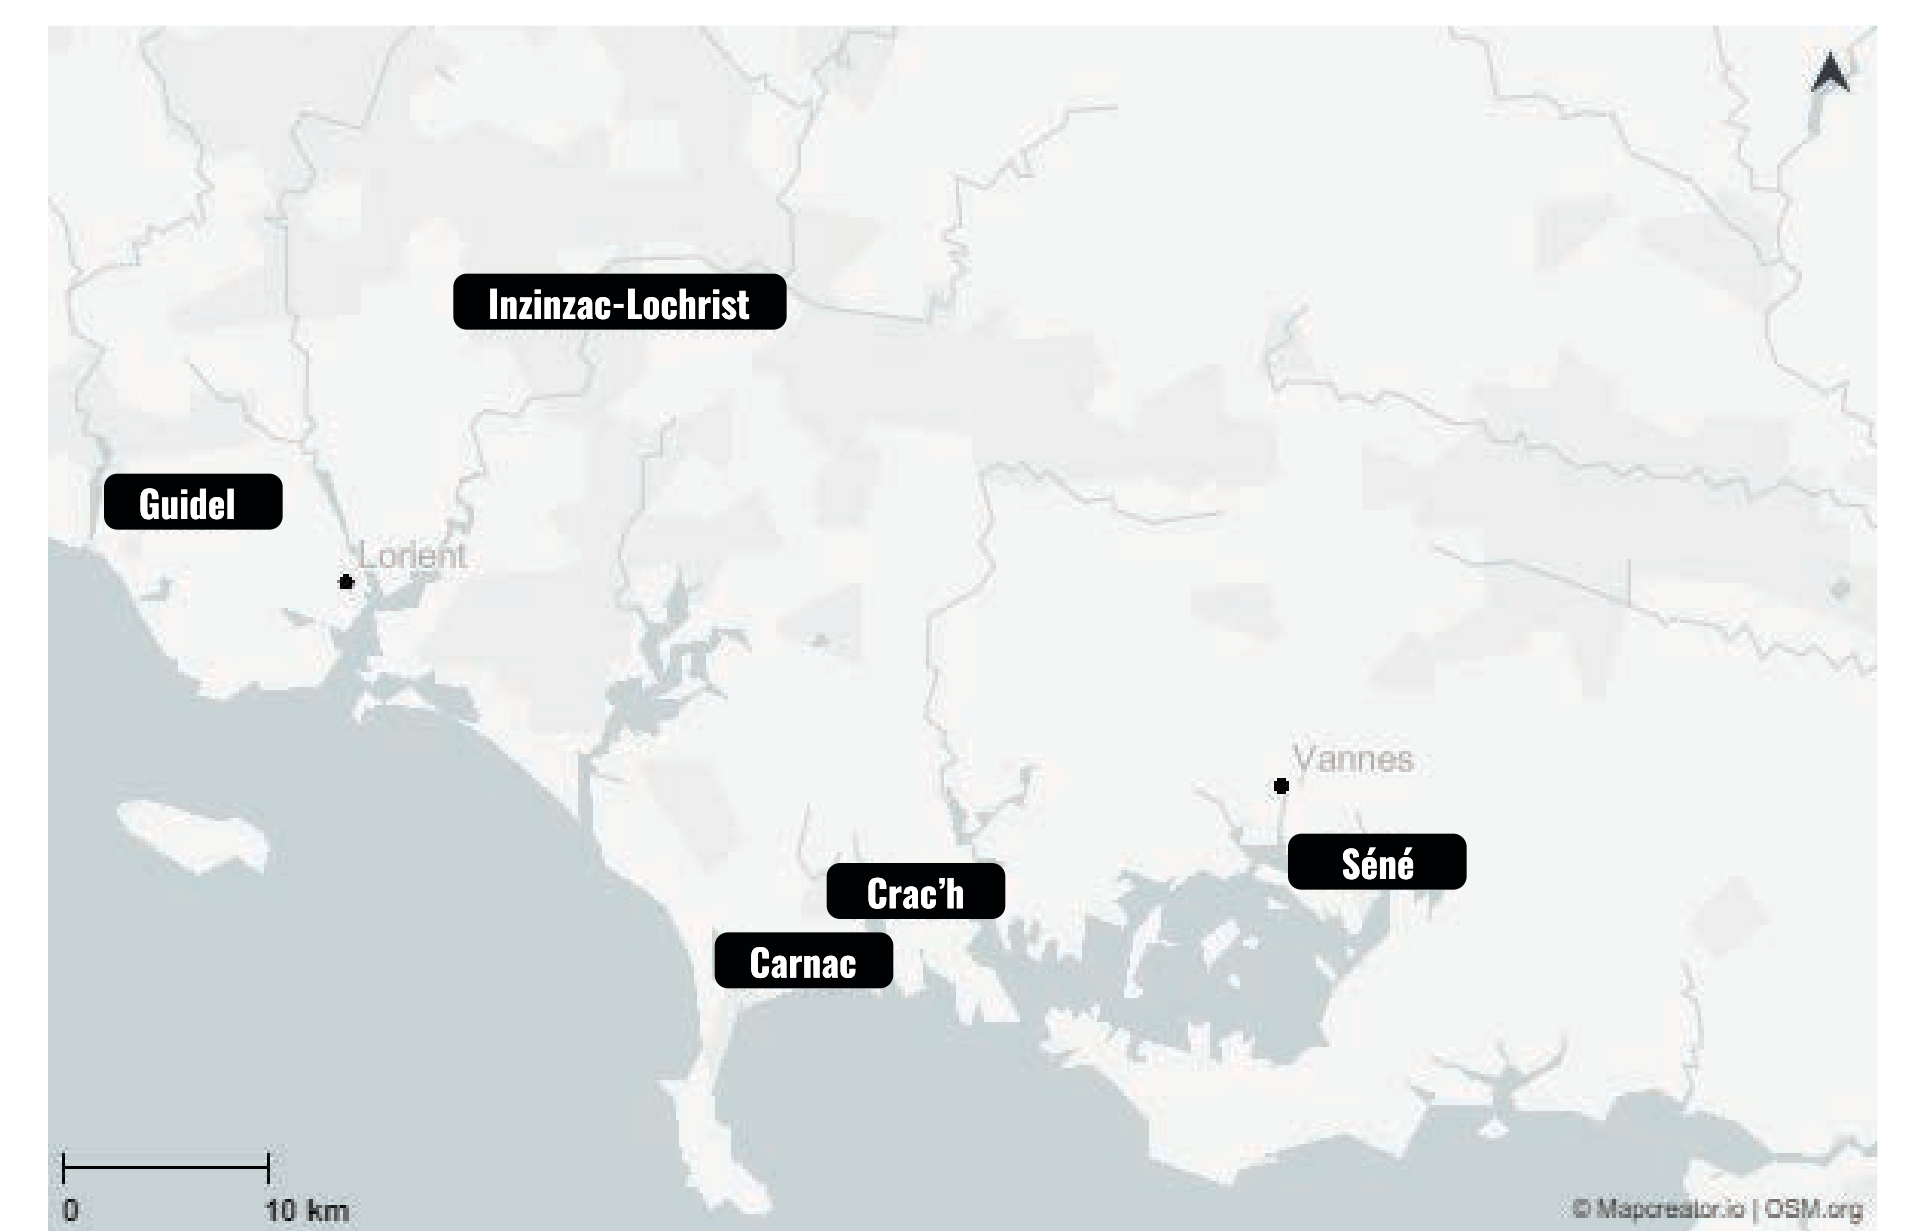 Inzinzac-Lochrist
Guidel
Lorient
Vannes
Séné
Crac’h
Carnac
0 10 km
© Mapcreator.io | OSM.org